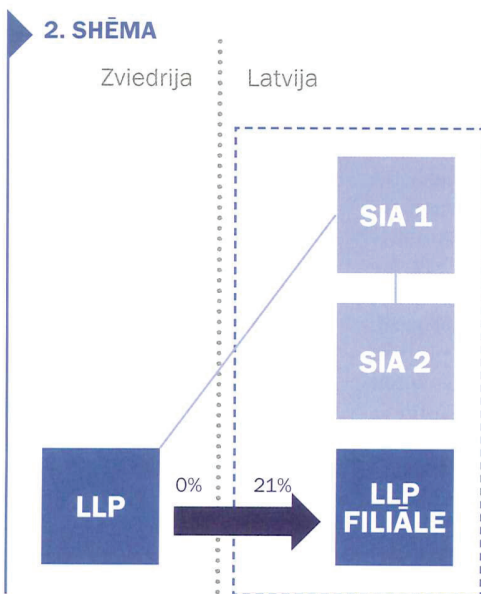 2. SHĒMA
Zviedrija
Latvija
SIA 1
SIA 2
LLP
0%
21%
LLP
FILIĀLE